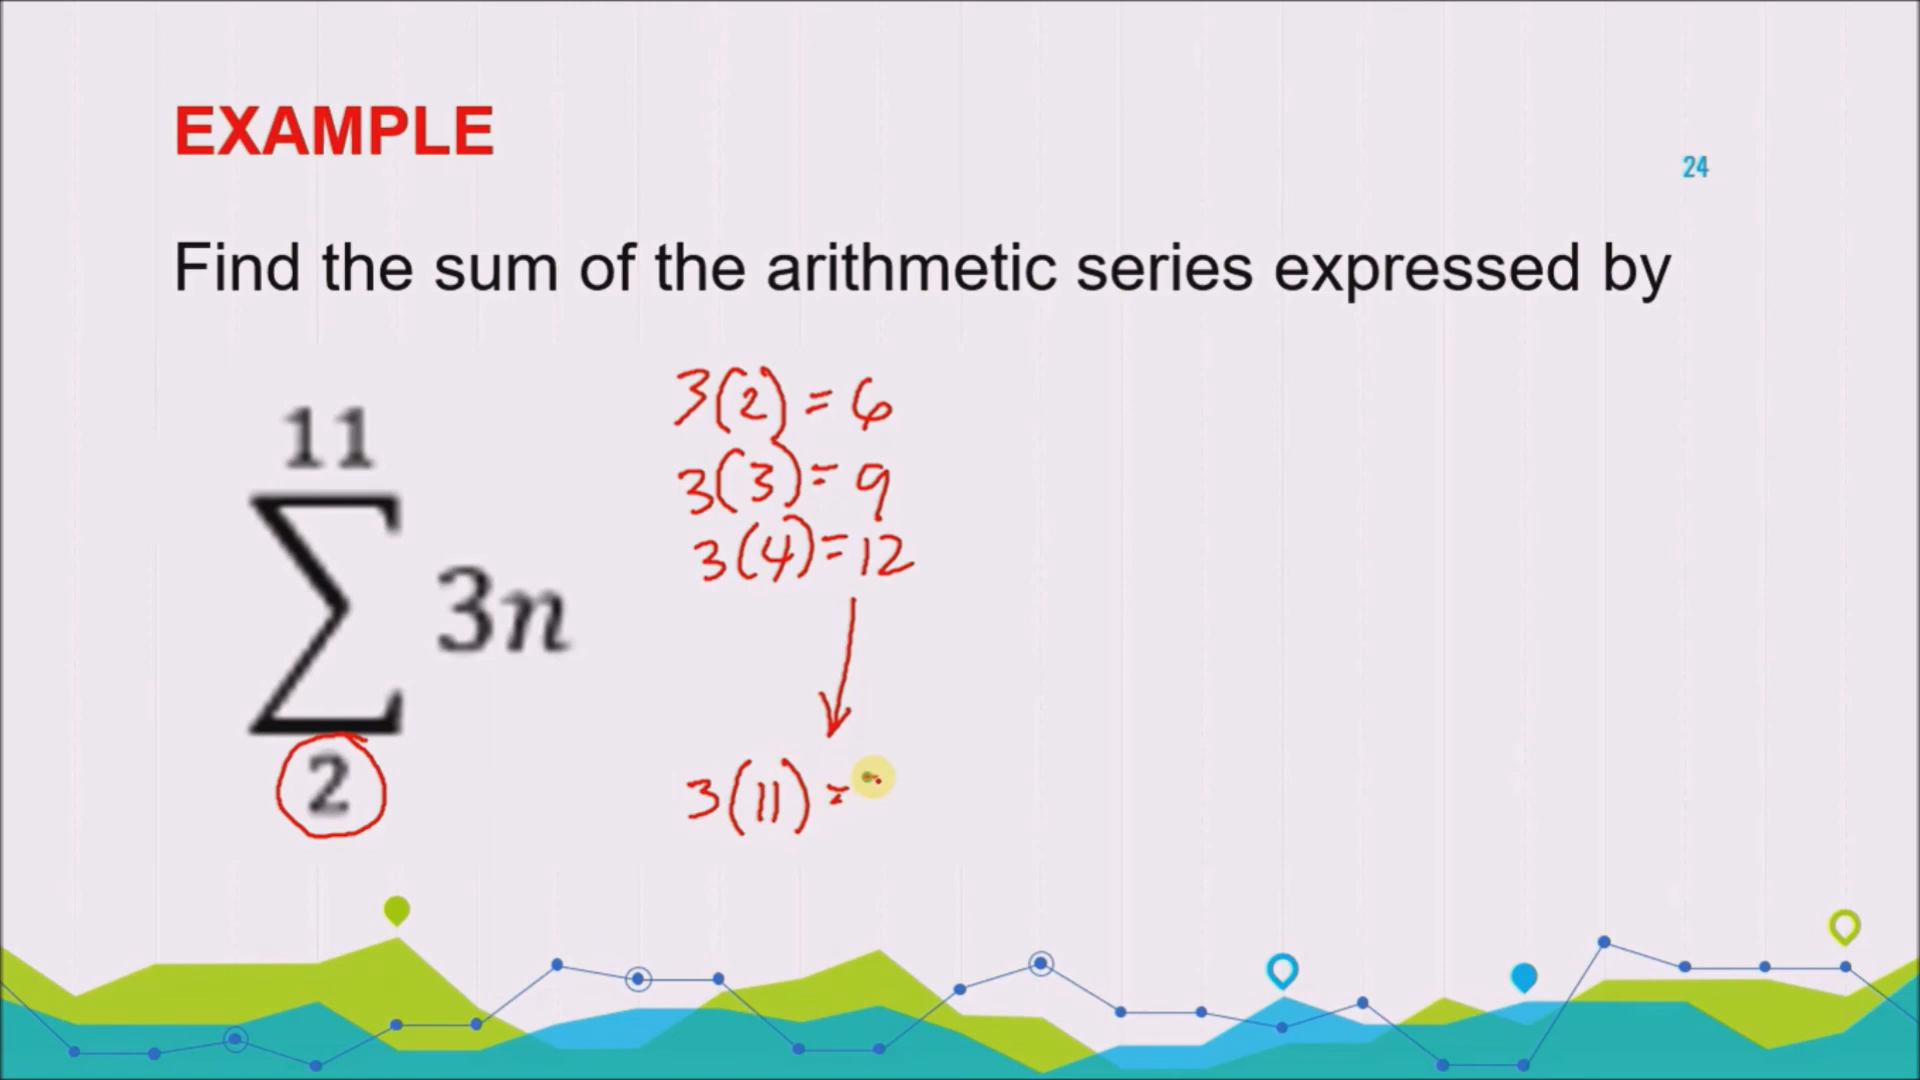 EXAMPLE
24
Find the sum of the arithmetic series expressed by
11
∑ 3n
2
3(2) = 6
3(3) = 9
3(4) = 12
3(11) =